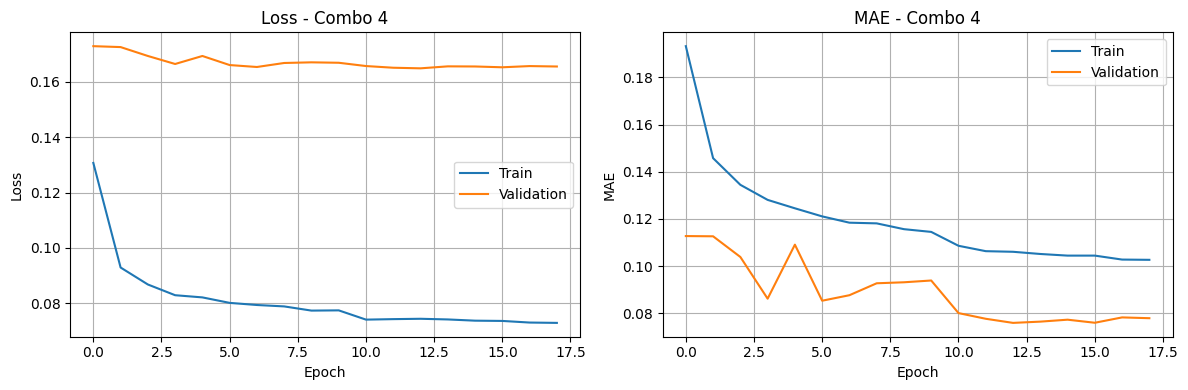 Loss - Combo 4
0.16
0.14
0.12
0.10
0.08
Loss
Train
Validation
0.0 2.5 5.0 7.5 10.0 12.5 15.0 17.5
Epoch
MAE - Combo 4
0.18
0.16
0.14
0.12
0.10
0.08
MAE
Train
Validation
0.0 2.5 5.0 7.5 10.0 12.5 15.0 17.5
Epoch